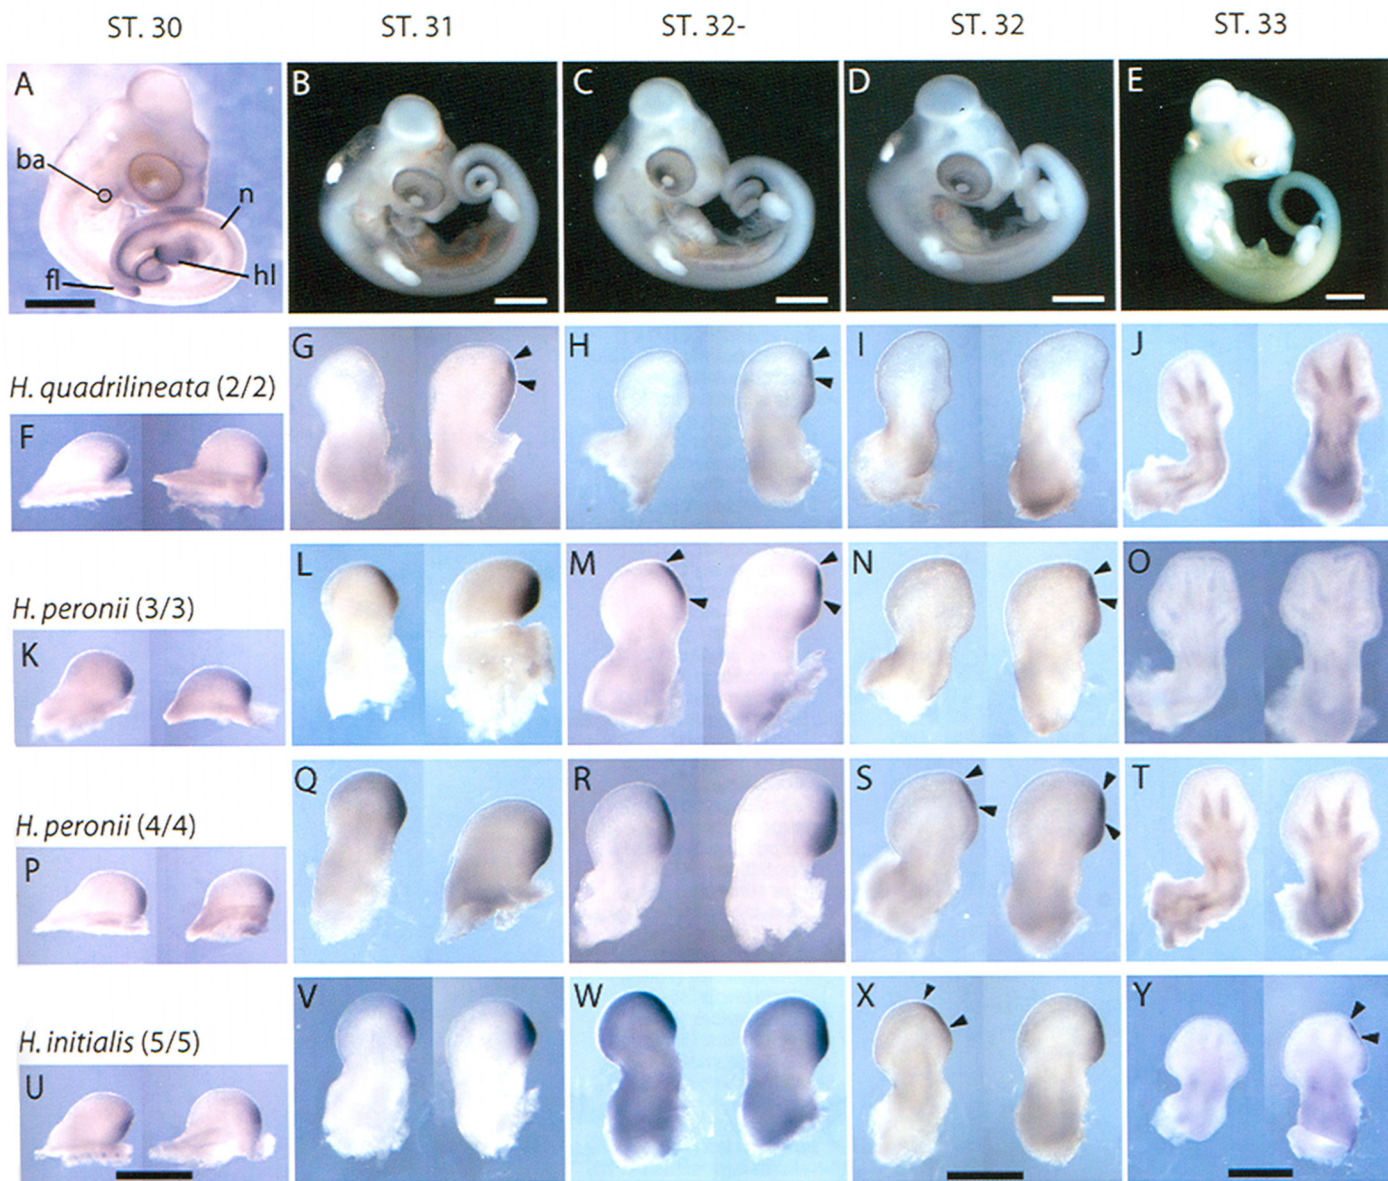 ST. 30 ST. 31 ST. 32- ST. 32 ST. 33
A B C D E
ba
n
fl
hl
G H I J
H. quadrilineata (2/2)
F
L M N O
H. peronii (3/3)
K
Q R S T
H. peronii (4/4)
P
V W X Y
H. initialis (5/5)
U